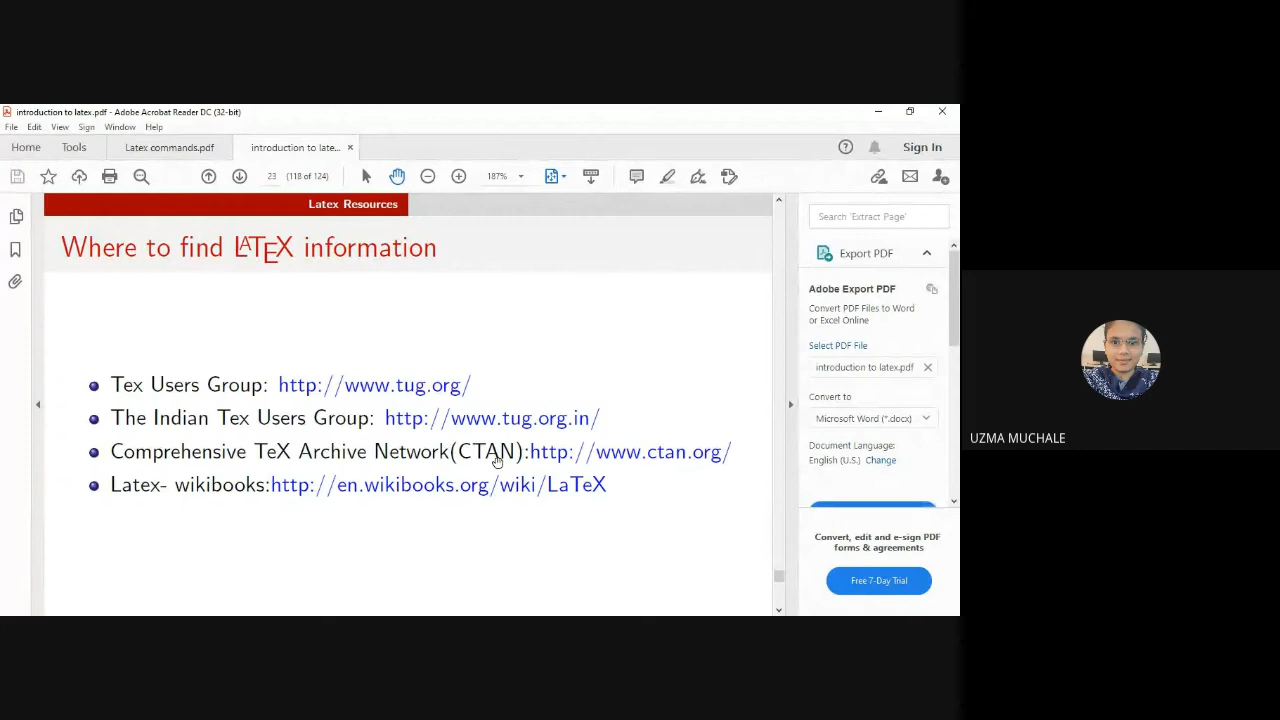 introduction to latex.pdf - Adobe Acrobat Reader DC (32-bit)
File Edit View Sign Window Help
Home Tools Latex commands.pdf introduction to late... × Sign In
23 (118 of 124) 187%
Latex Resources
Where to find LATEX information
Tex Users Group: http://www.tug.org/
The Indian Tex Users Group: http://www.tug.org.in/
Comprehensive TeX Archive Network(CTAN):http://www.ctan.org/
Latex- wikibooks:http://en.wikibooks.org/wiki/LaTeX
Search 'Extract Page'
Export PDF
Adobe Export PDF
Convert PDF Files to Word
or Excel Online
Select PDF File
introduction to latex.pdf
Convert to
Microsoft Word (*.docx)
Document Language:
English (U.S.) Change
Convert, edit and e-sign PDF
forms & agreements
Free 7-Day Trial
UZMA MUCHALE